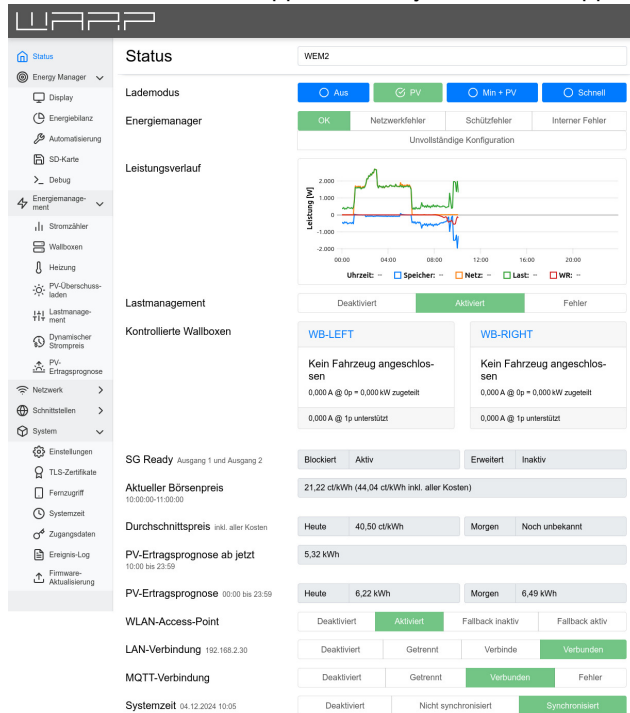 WARP
Status
Energy Manager
Display
Energiebilanz
Automatisierung
SD-Karte
Debug
Energiemanage-
ment
Stromzähler
Wallboxen
Heizung
PV-Überschuss-
laden
Lastmanage-
ment
Dynamischer
Strompreis
PV-
Ertragsprognose
Netzwerk
Schnittstellen
System
Einstellungen
TLS-Zertifikate
Fernzugriff
Systemzeit
Zugangsdaten
Ereignis-Log
Firmware-
Aktualisierung
Status WEM2
Lademodus Aus PV Min + PV Schnell
Energiemanager OK Netzwerkfehler Schützfehler Interner Fehler
Unvollständige Konfiguration
Leistungsverlauf
Leistung [W]
2.000
1.000
0
-1.000
-2.000
00:00 04:00 08:00 12:00 16:00 20:00
Uhrzeit: -- Speicher: -- Netz: -- Last: -- WR: --
Lastmanagement Deaktiviert Aktiviert Fehler
Kontrollierte Wallboxen
WB-LEFT
Kein Fahrzeug angeschlos-
sen
0,000 A @ 0p = 0,000 kW zugeteilt
0,000 A @ 1p unterstützt
WB-RIGHT
Kein Fahrzeug angeschlos-
sen
0,000 A @ 0p = 0,000 kW zugeteilt
0,000 A @ 1p unterstützt
SG Ready Ausgang 1 und Ausgang 2 Blockiert Aktiv Erweitert Inaktiv
Aktueller Börsenpreis 21,22 ct/kWh (44,04 ct/kWh inkl. aller Kosten)
10:00:00-11:00:00
Durchschnittspreis inkl. aller Kosten Heute 40,50 ct/kWh Morgen Noch unbekannt
PV-Ertragsprognose ab jetzt 5,32 kWh
10:00 bis 23:59
PV-Ertragsprognose 00:00 bis 23:59 Heute 6,22 kWh Morgen 6,49 kWh
WLAN-Access-Point Deaktiviert Aktiviert Fallback inaktiv Fallback aktiv
LAN-Verbindung 192.168.2.30 Deaktiviert Getrennt Verbinde Verbunden
MQTT-Verbindung Deaktiviert Getrennt Verbunden Fehler
Systemzeit 04.12.2024 10:05 Deaktiviert Nicht synchronisiert Synchronisiert